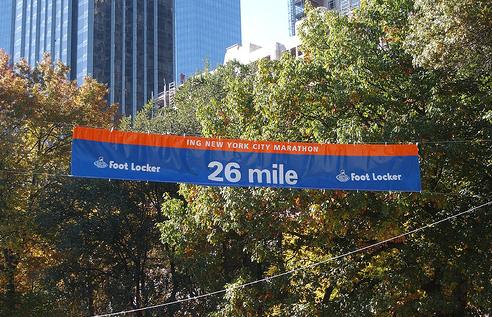 ING NEW YORK CITY MARATHON
Foot Locker 26 mile Foot Locker